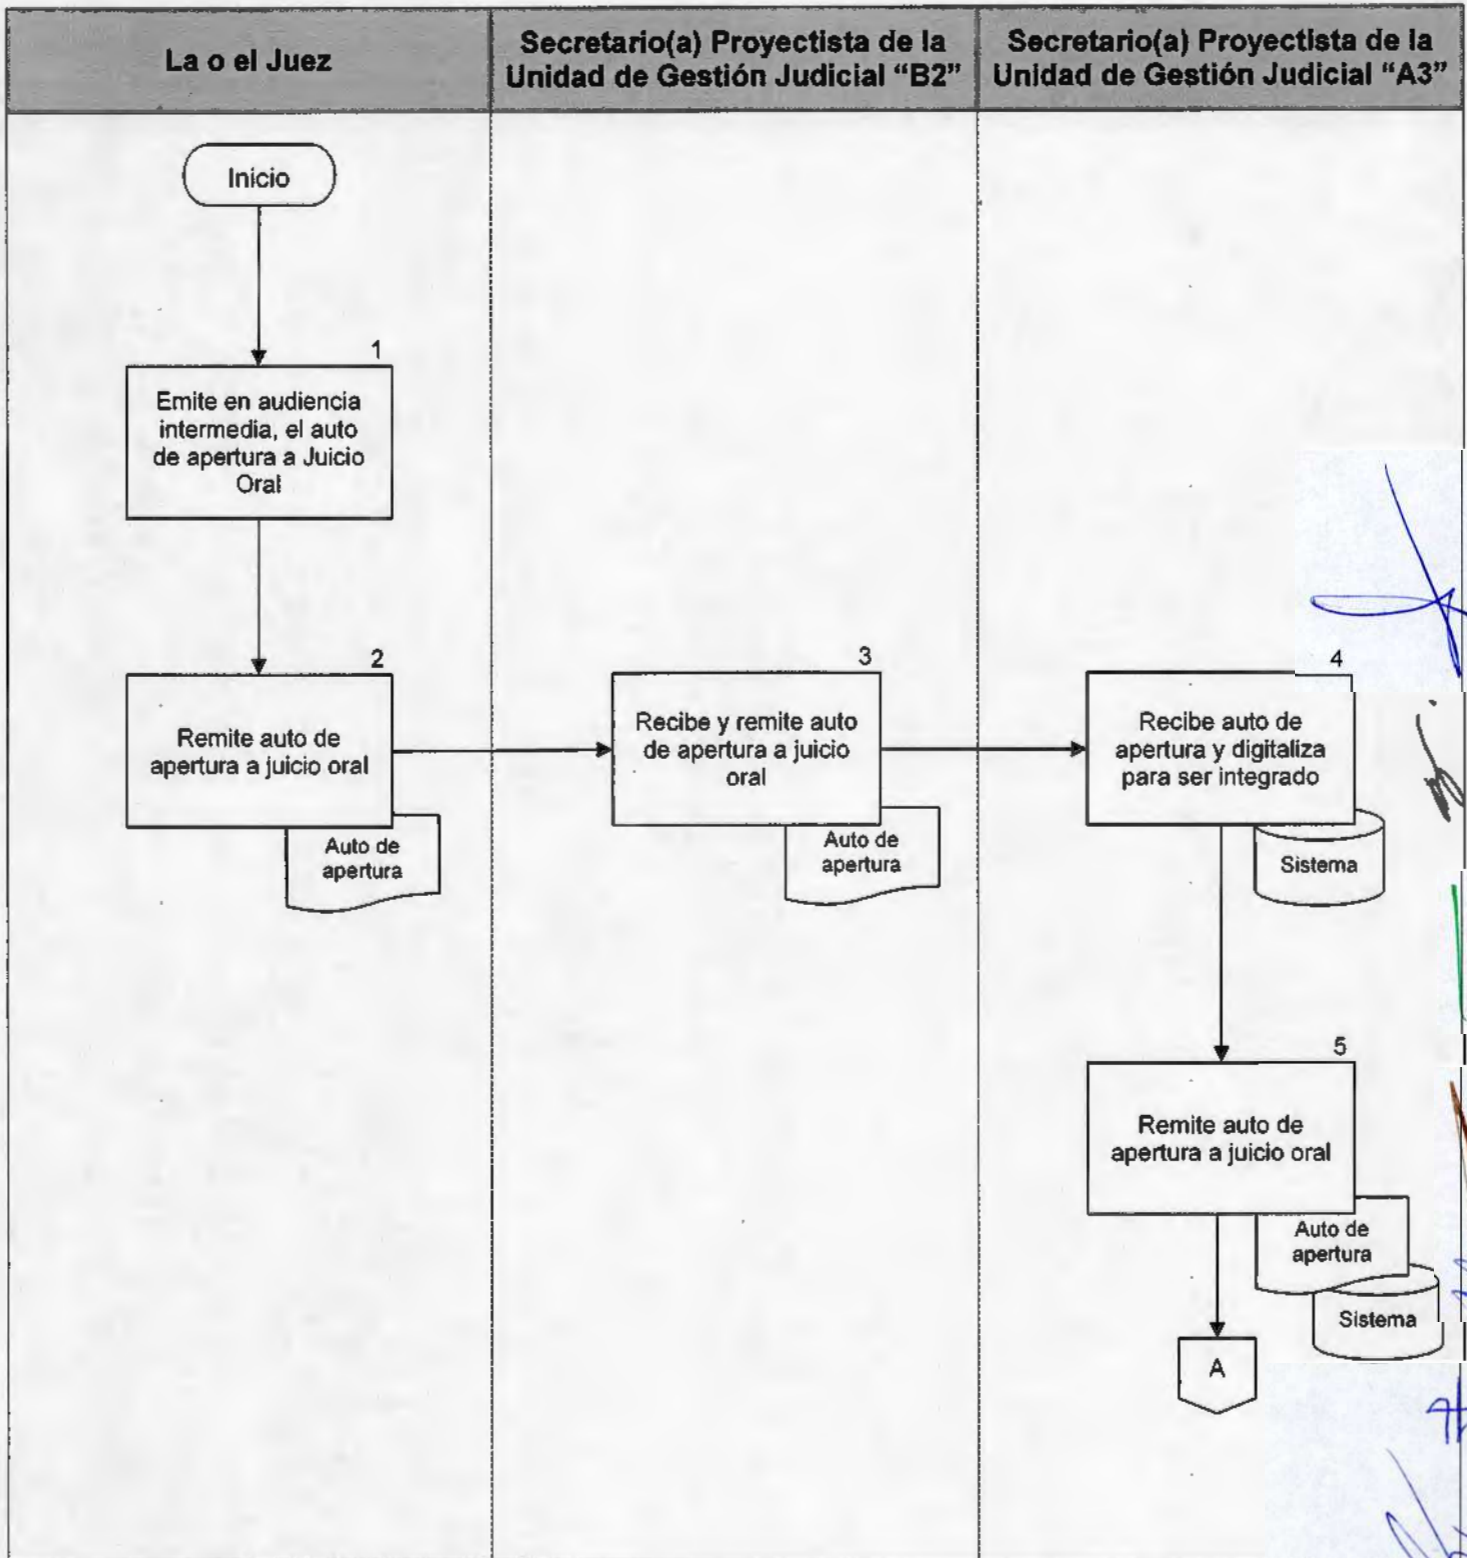 La o el Juez
Secretario(a) Proyectista de la
Unidad de Gestión Judicial “B2”
Secretario(a) Proyectista de la
Unidad de Gestión Judicial “A3”
Inicio
1
Emite en audiencia
intermedia, el auto
de apertura a Juicio
Oral
2
Remite auto de
apertura a juicio oral
Auto de
apertura
3
Recibe y remite auto
de apertura a juicio
oral
Auto de
apertura
4
Recibe auto de
apertura y digitaliza
para ser integrado
Sistema
5
Remite auto de
apertura a juicio oral
Auto de
apertura
Sistema
A